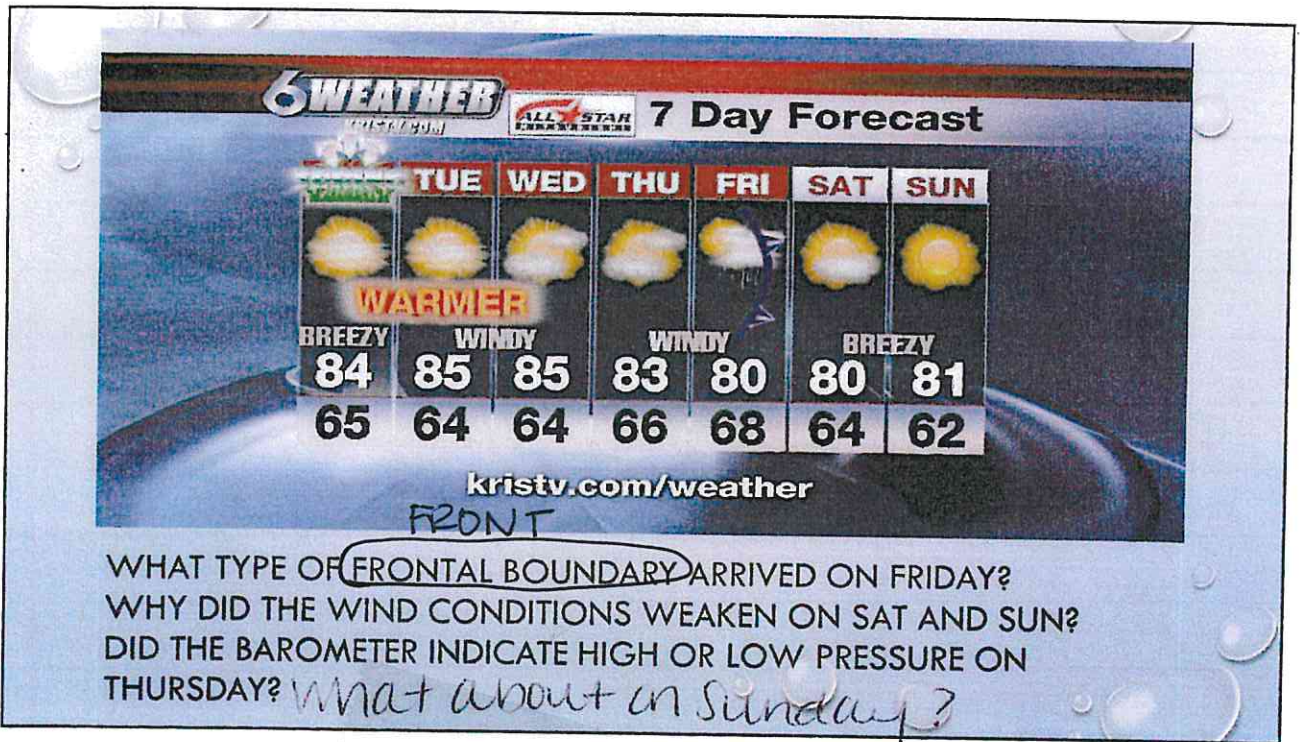 6 WEATHER
KRISTV.COM
ALL STAR
7 Day Forecast
TUE WED THU FRI SAT SUN
WARMER
BREEZY WINDY WINDY BREEZY
84 85 85 83 80 80 81
65 64 64 66 68 64 62
kristv.com/weather
FRONT
WHAT TYPE OF FRONTAL BOUNDARY ARRIVED ON FRIDAY?
WHY DID THE WIND CONDITIONS WEAKEN ON SAT AND SUN?
DID THE BAROMETER INDICATE HIGH OR LOW PRESSURE ON
THURSDAY? What about on Sunday?